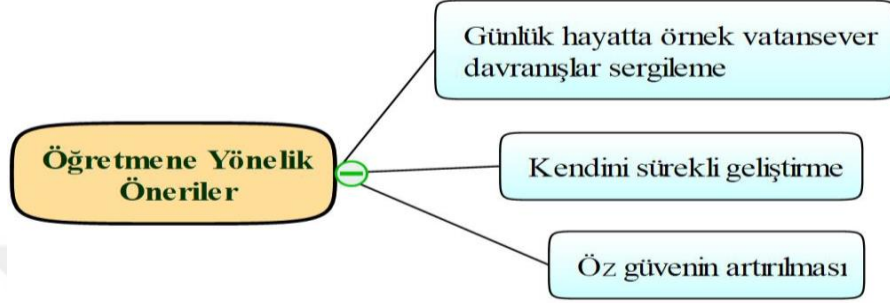 Günlük hayatta örnek vatansever
davranışlar sergileme
Öğretmene Yönelik
Öneriler
Kendini sürekli geliştirme
Öz güvenin artırılması